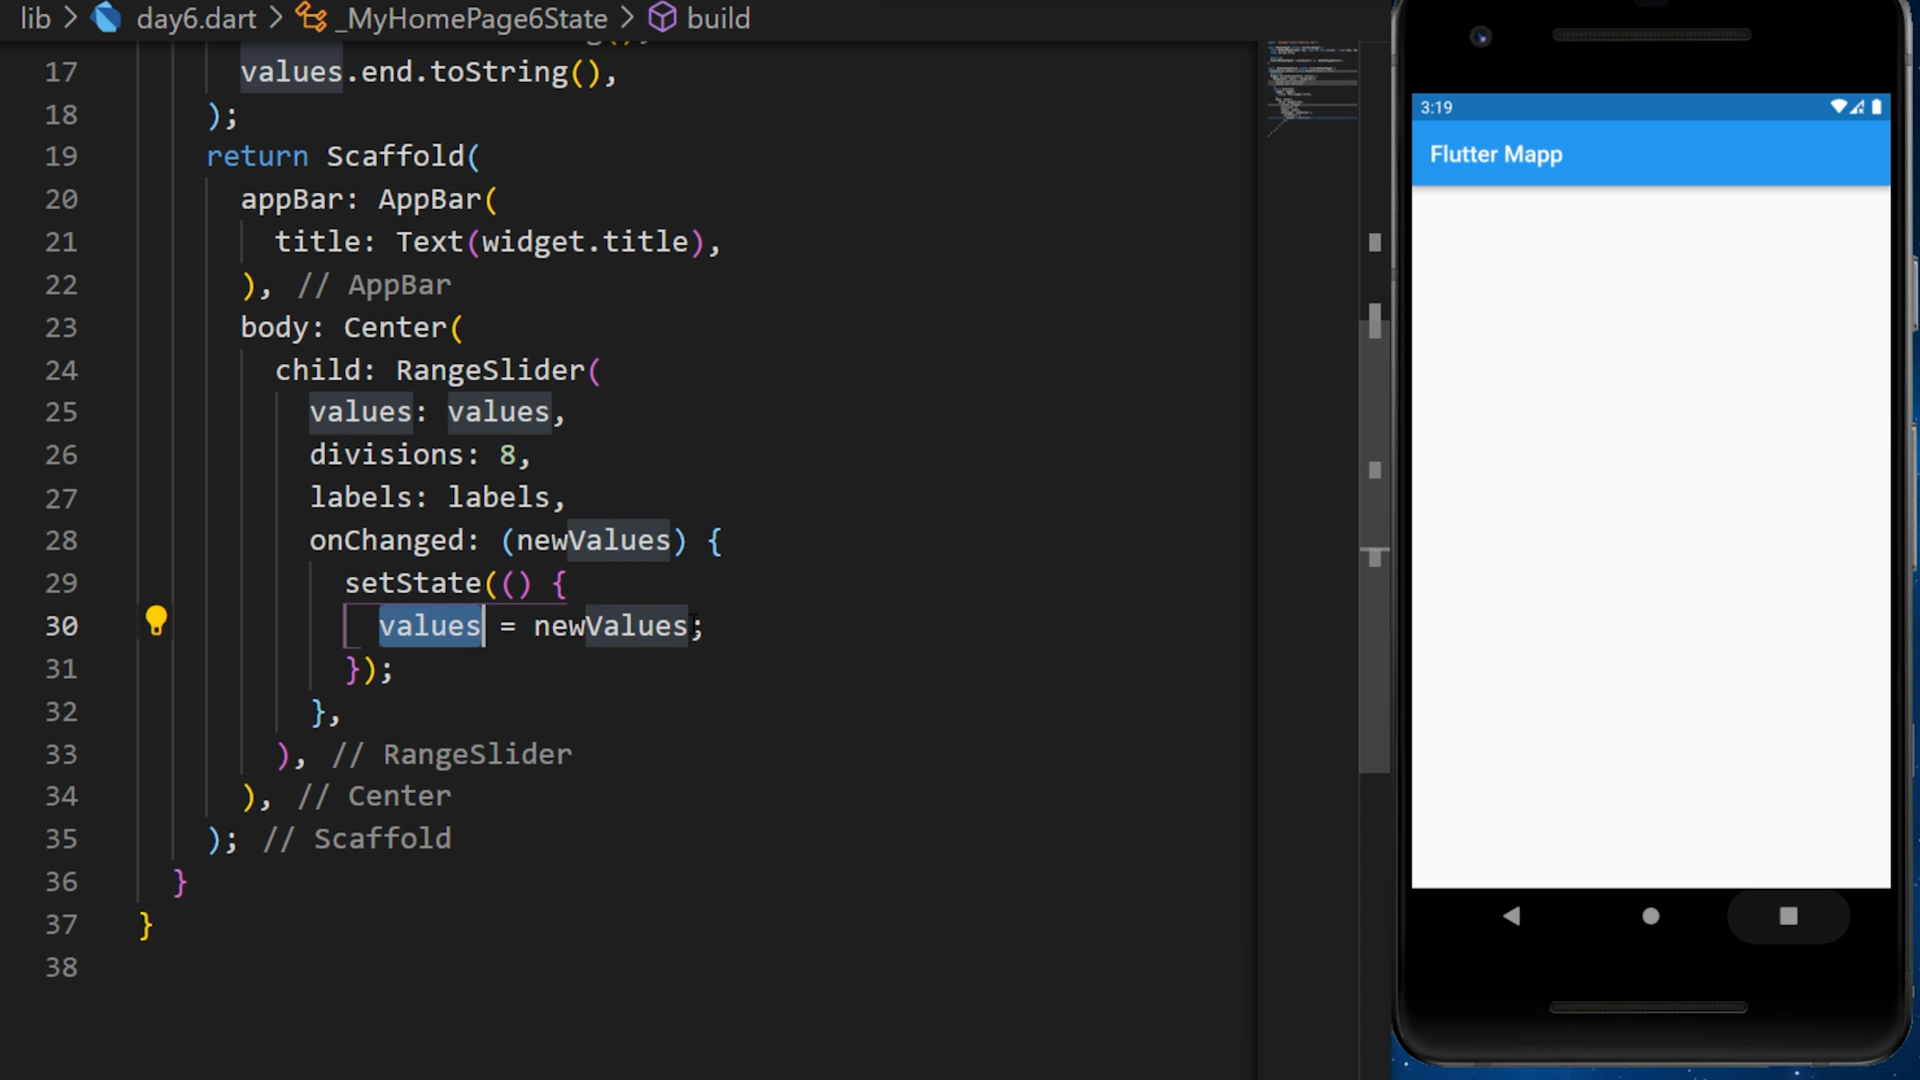 lib > day6.dart > _MyHomePage6State > build
17 values.end.toString(),
18 );
19 return Scaffold(
20 appBar: AppBar(
21 title: Text(widget.title),
22 ), // AppBar
23 body: Center(
24 child: RangeSlider(
25 values: values,
26 divisions: 8,
27 labels: labels,
28 onChanged: (newValues) {
29 setState(() {
30 values = newValues;
31 });
32 },
33 ), // RangeSlider
34 ), // Center
35 ); // Scaffold
36 }
37 }
38
3:19
Flutter Mapp